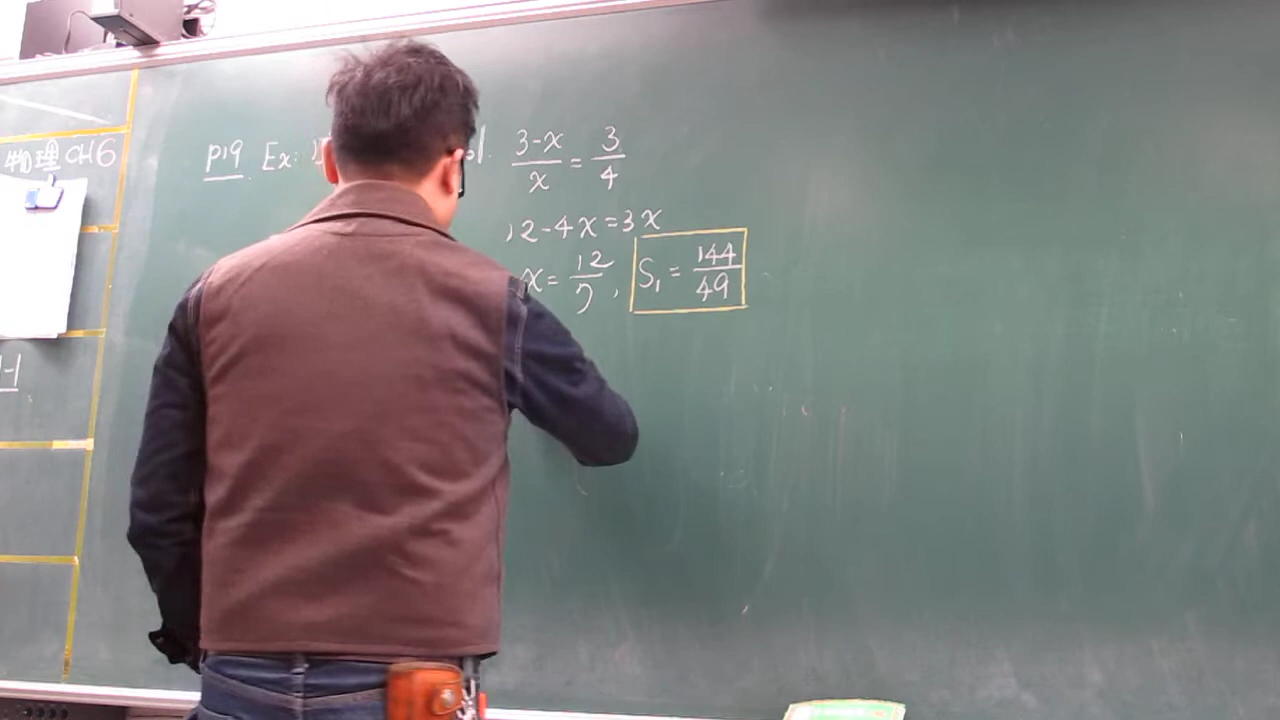 物理 CH6
p19 Ex:
(3-x)/x = 3/4
12-4x=3x
x = 12/7, S₁ = 144/49